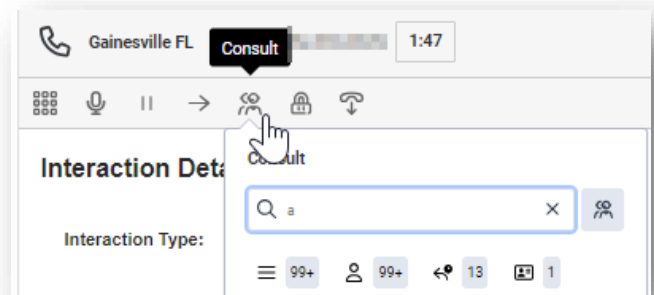 Gainesville FL
Consult
1:47
Interaction Deta
Consult
a
Interaction Type:
99+
99+
13
1